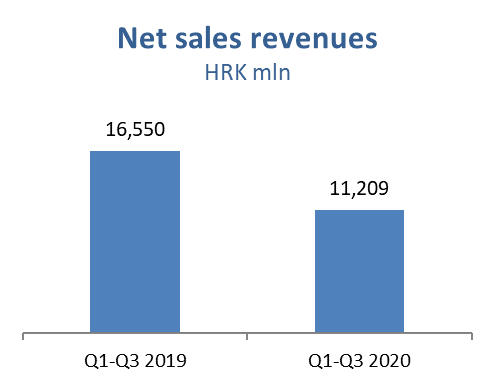 Net sales revenues
HRK mln
16,550
11,209
Q1-Q3 2019
Q1-Q3 2020